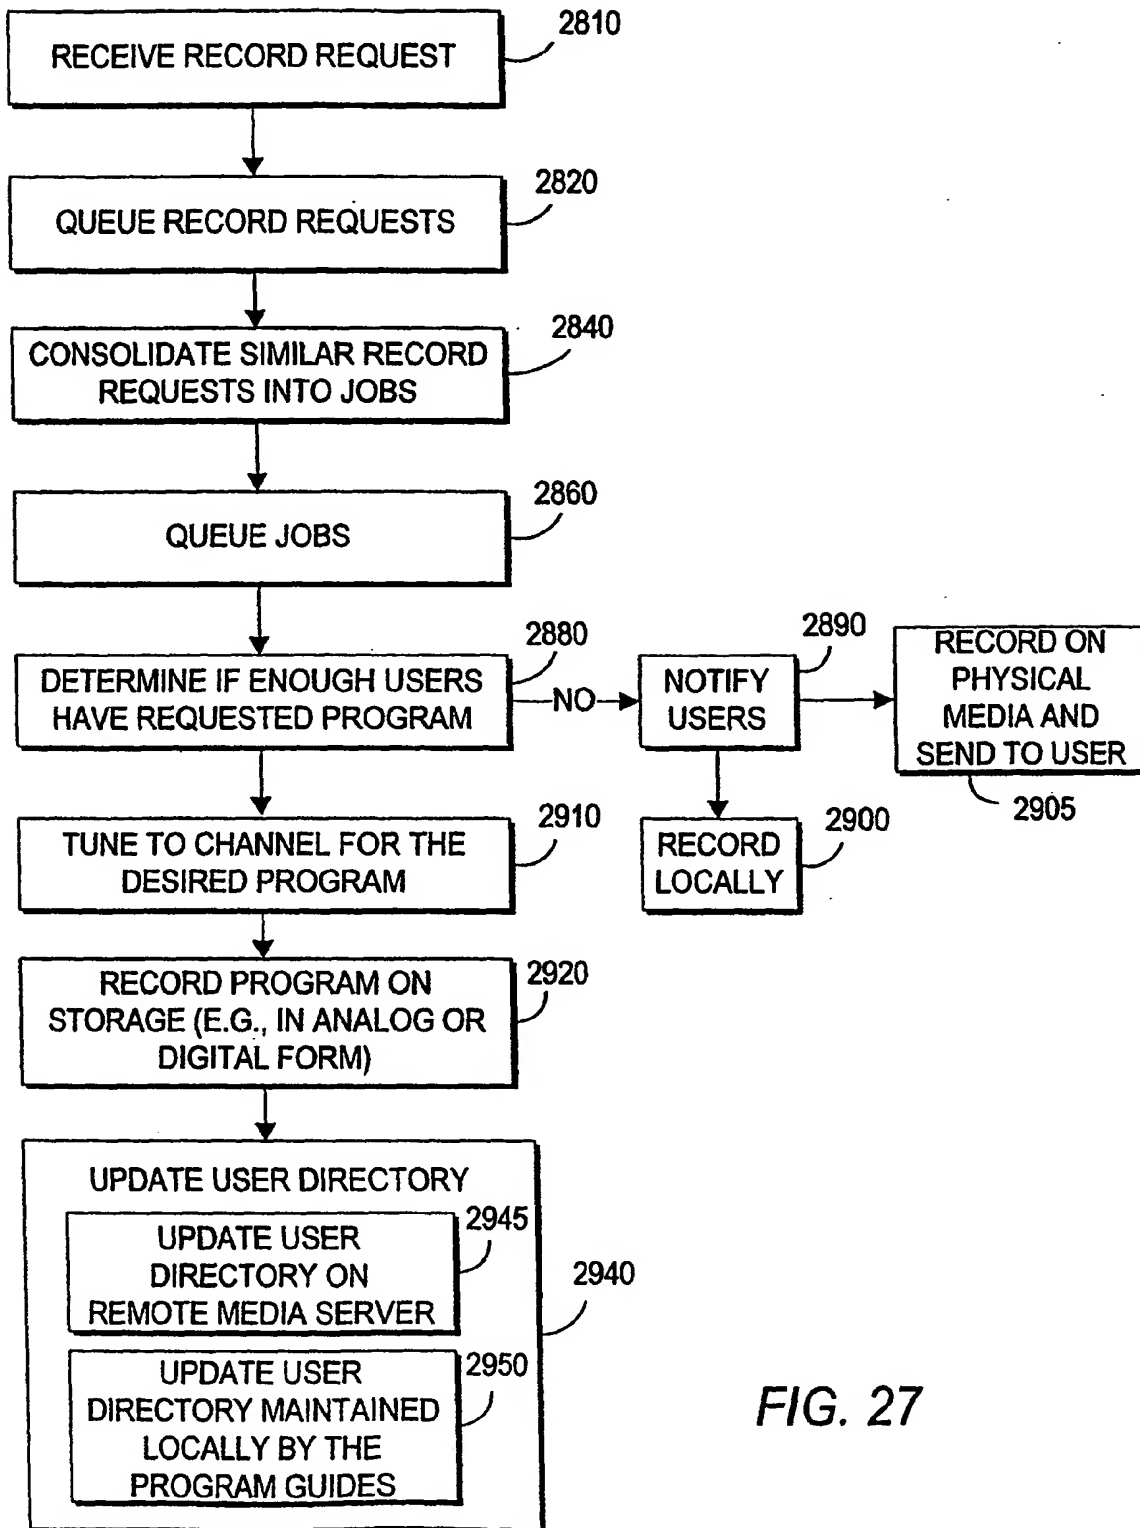 RECEIVE RECORD REQUEST
2810
QUEUE RECORD REQUESTS
2820
CONSOLIDATE SIMILAR RECORD
REQUESTS INTO JOBS
2840
QUEUE JOBS
2860
DETERMINE IF ENOUGH USERS
HAVE REQUESTED PROGRAM
2880
NO
NOTIFY
USERS
2890
RECORD ON
PHYSICAL
MEDIA AND
SEND TO USER
2905
RECORD
LOCALLY
2900
TUNE TO CHANNEL FOR THE
DESIRED PROGRAM
2910
RECORD PROGRAM ON
STORAGE (E.G., IN ANALOG OR
DIGITAL FORM)
2920
UPDATE USER DIRECTORY
2940
UPDATE USER
DIRECTORY ON
REMOTE MEDIA SERVER
2945
UPDATE USER
DIRECTORY MAINTAINED
LOCALLY BY THE
PROGRAM GUIDES
2950
FIG. 27